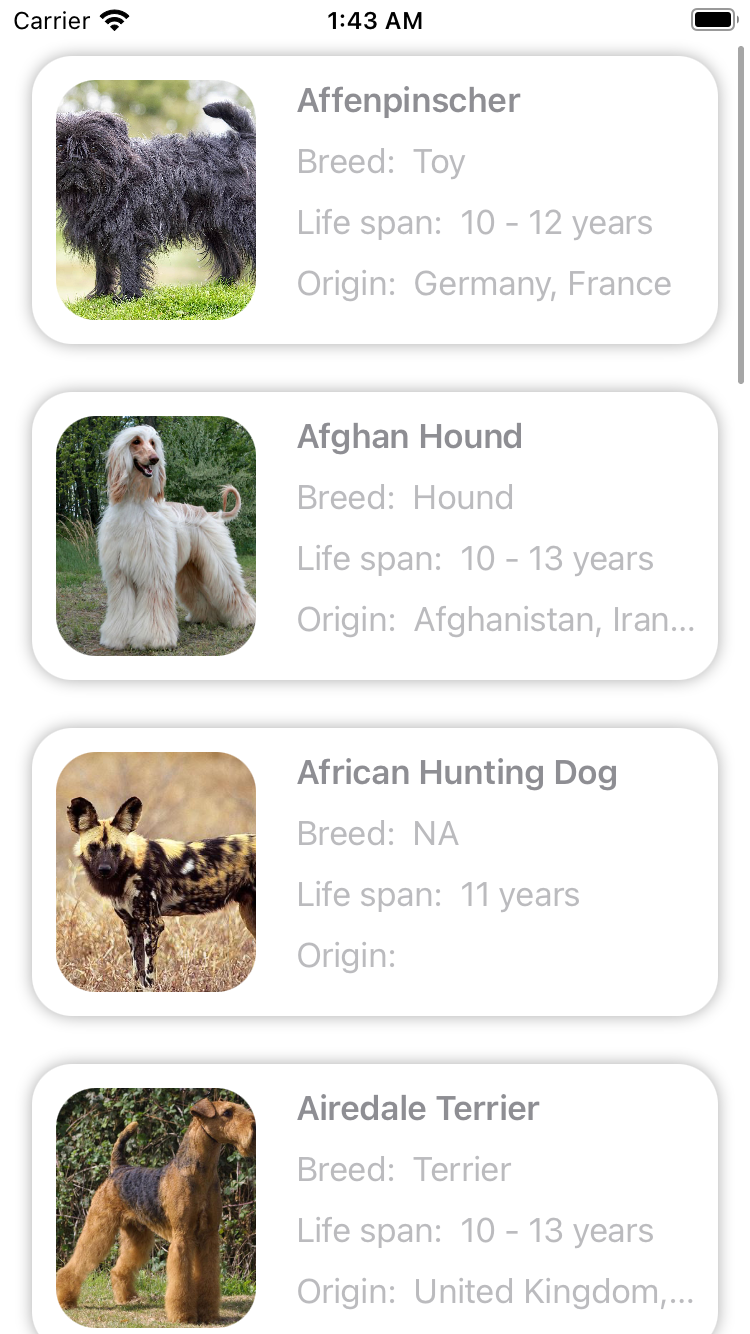 Carrier 1:43 AM
Affenpinscher
Breed: Toy
Life span: 10 - 12 years
Origin: Germany, France
Afghan Hound
Breed: Hound
Life span: 10 - 13 years
Origin: Afghanistan, Iran...
African Hunting Dog
Breed: NA
Life span: 11 years
Origin:
Airedale Terrier
Breed: Terrier
Life span: 10 - 13 years
Origin: United Kingdom,...